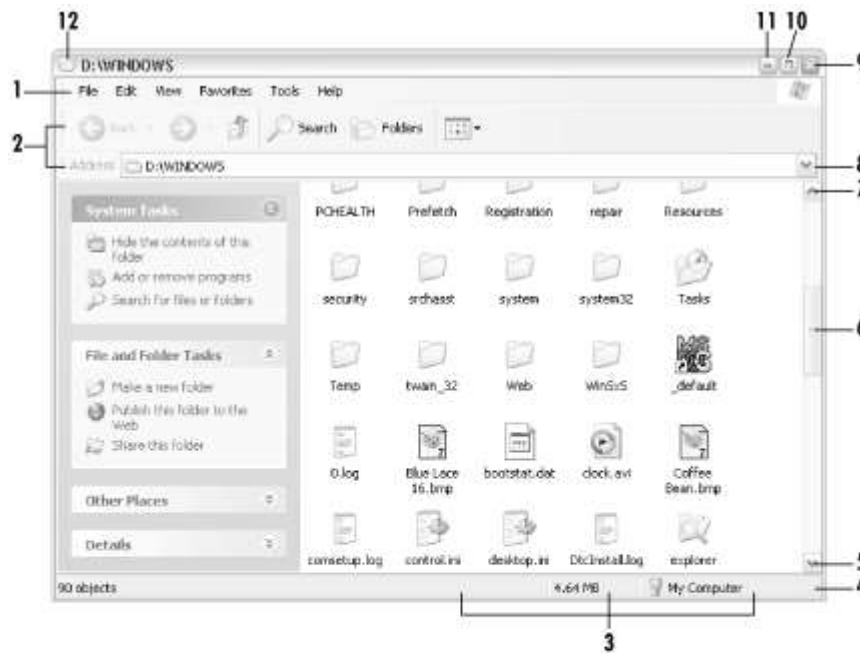 12
11 10
D:\WINDOWS
9
1
File Edit View Favorites Tools Help
2
Back
Search
Folders
Address
D:\WINDOWS
8
7
System Tasks
Hide the contents of this folder
Add or remove programs
Search for files or folders
File and Folder Tasks
Make a new folder
Publish this folder to the Web
Share this folder
Other Places
Details
PCHEALTH Prefetch Registration repair Resources
security srchasst system system32 Tasks
6
Temp twain_32 Web WinSxS _default
0.log Blue Lace 16.bmp bootstat.dat clock.avi Coffee Bean.bmp
comsetup.log control.ini desktop.ini DtcInstall.log explorer
5
90 objects
4.64 MB
My Computer
4
3